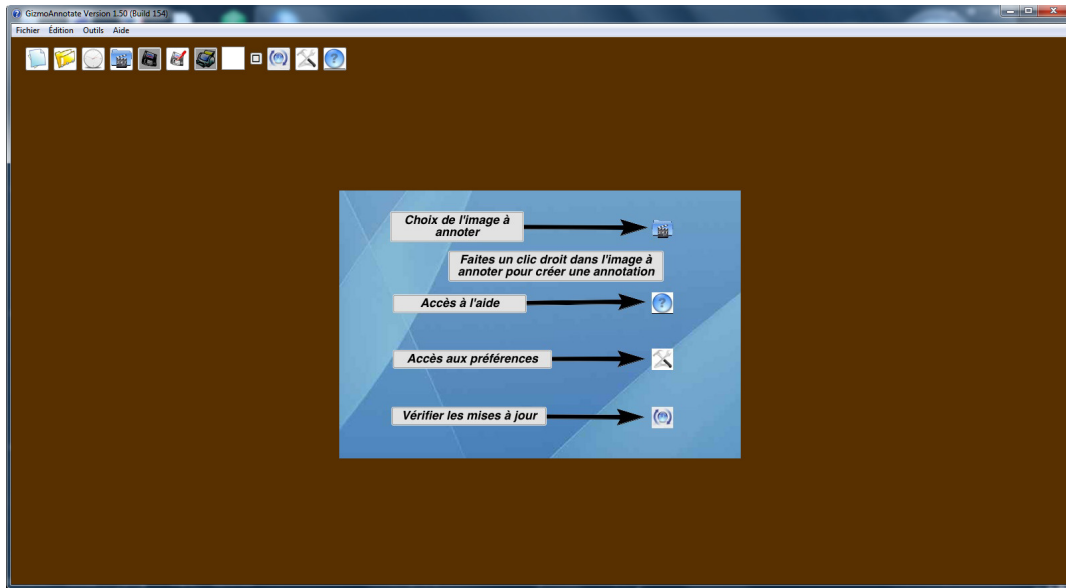 GizmoAnnotate Version 1.50 (Build 154)
Fichier Édition Outils Aide
Choix de l'image à
annoter
Faites un clic droit dans l'image à
annoter pour créer une annotation
Accès à l'aide
Accès aux préférences
Vérifier les mises à jour